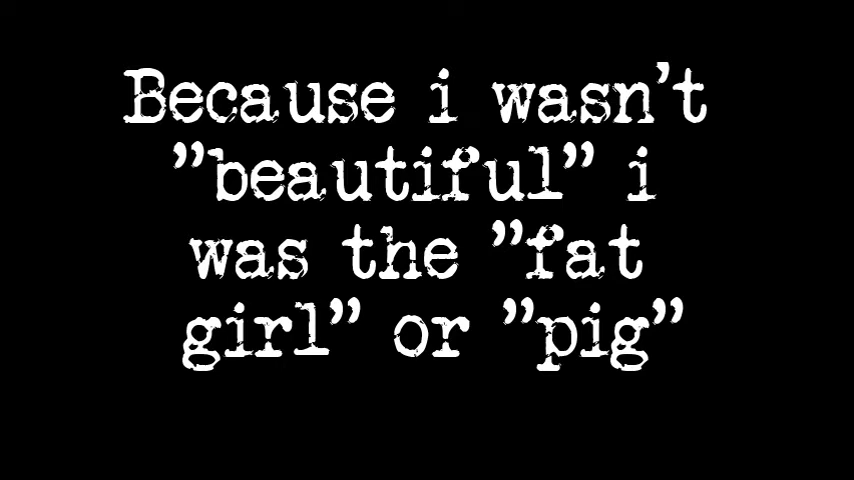 Because i wasn't
"beautiful" i
was the "fat
girl" or "pig"